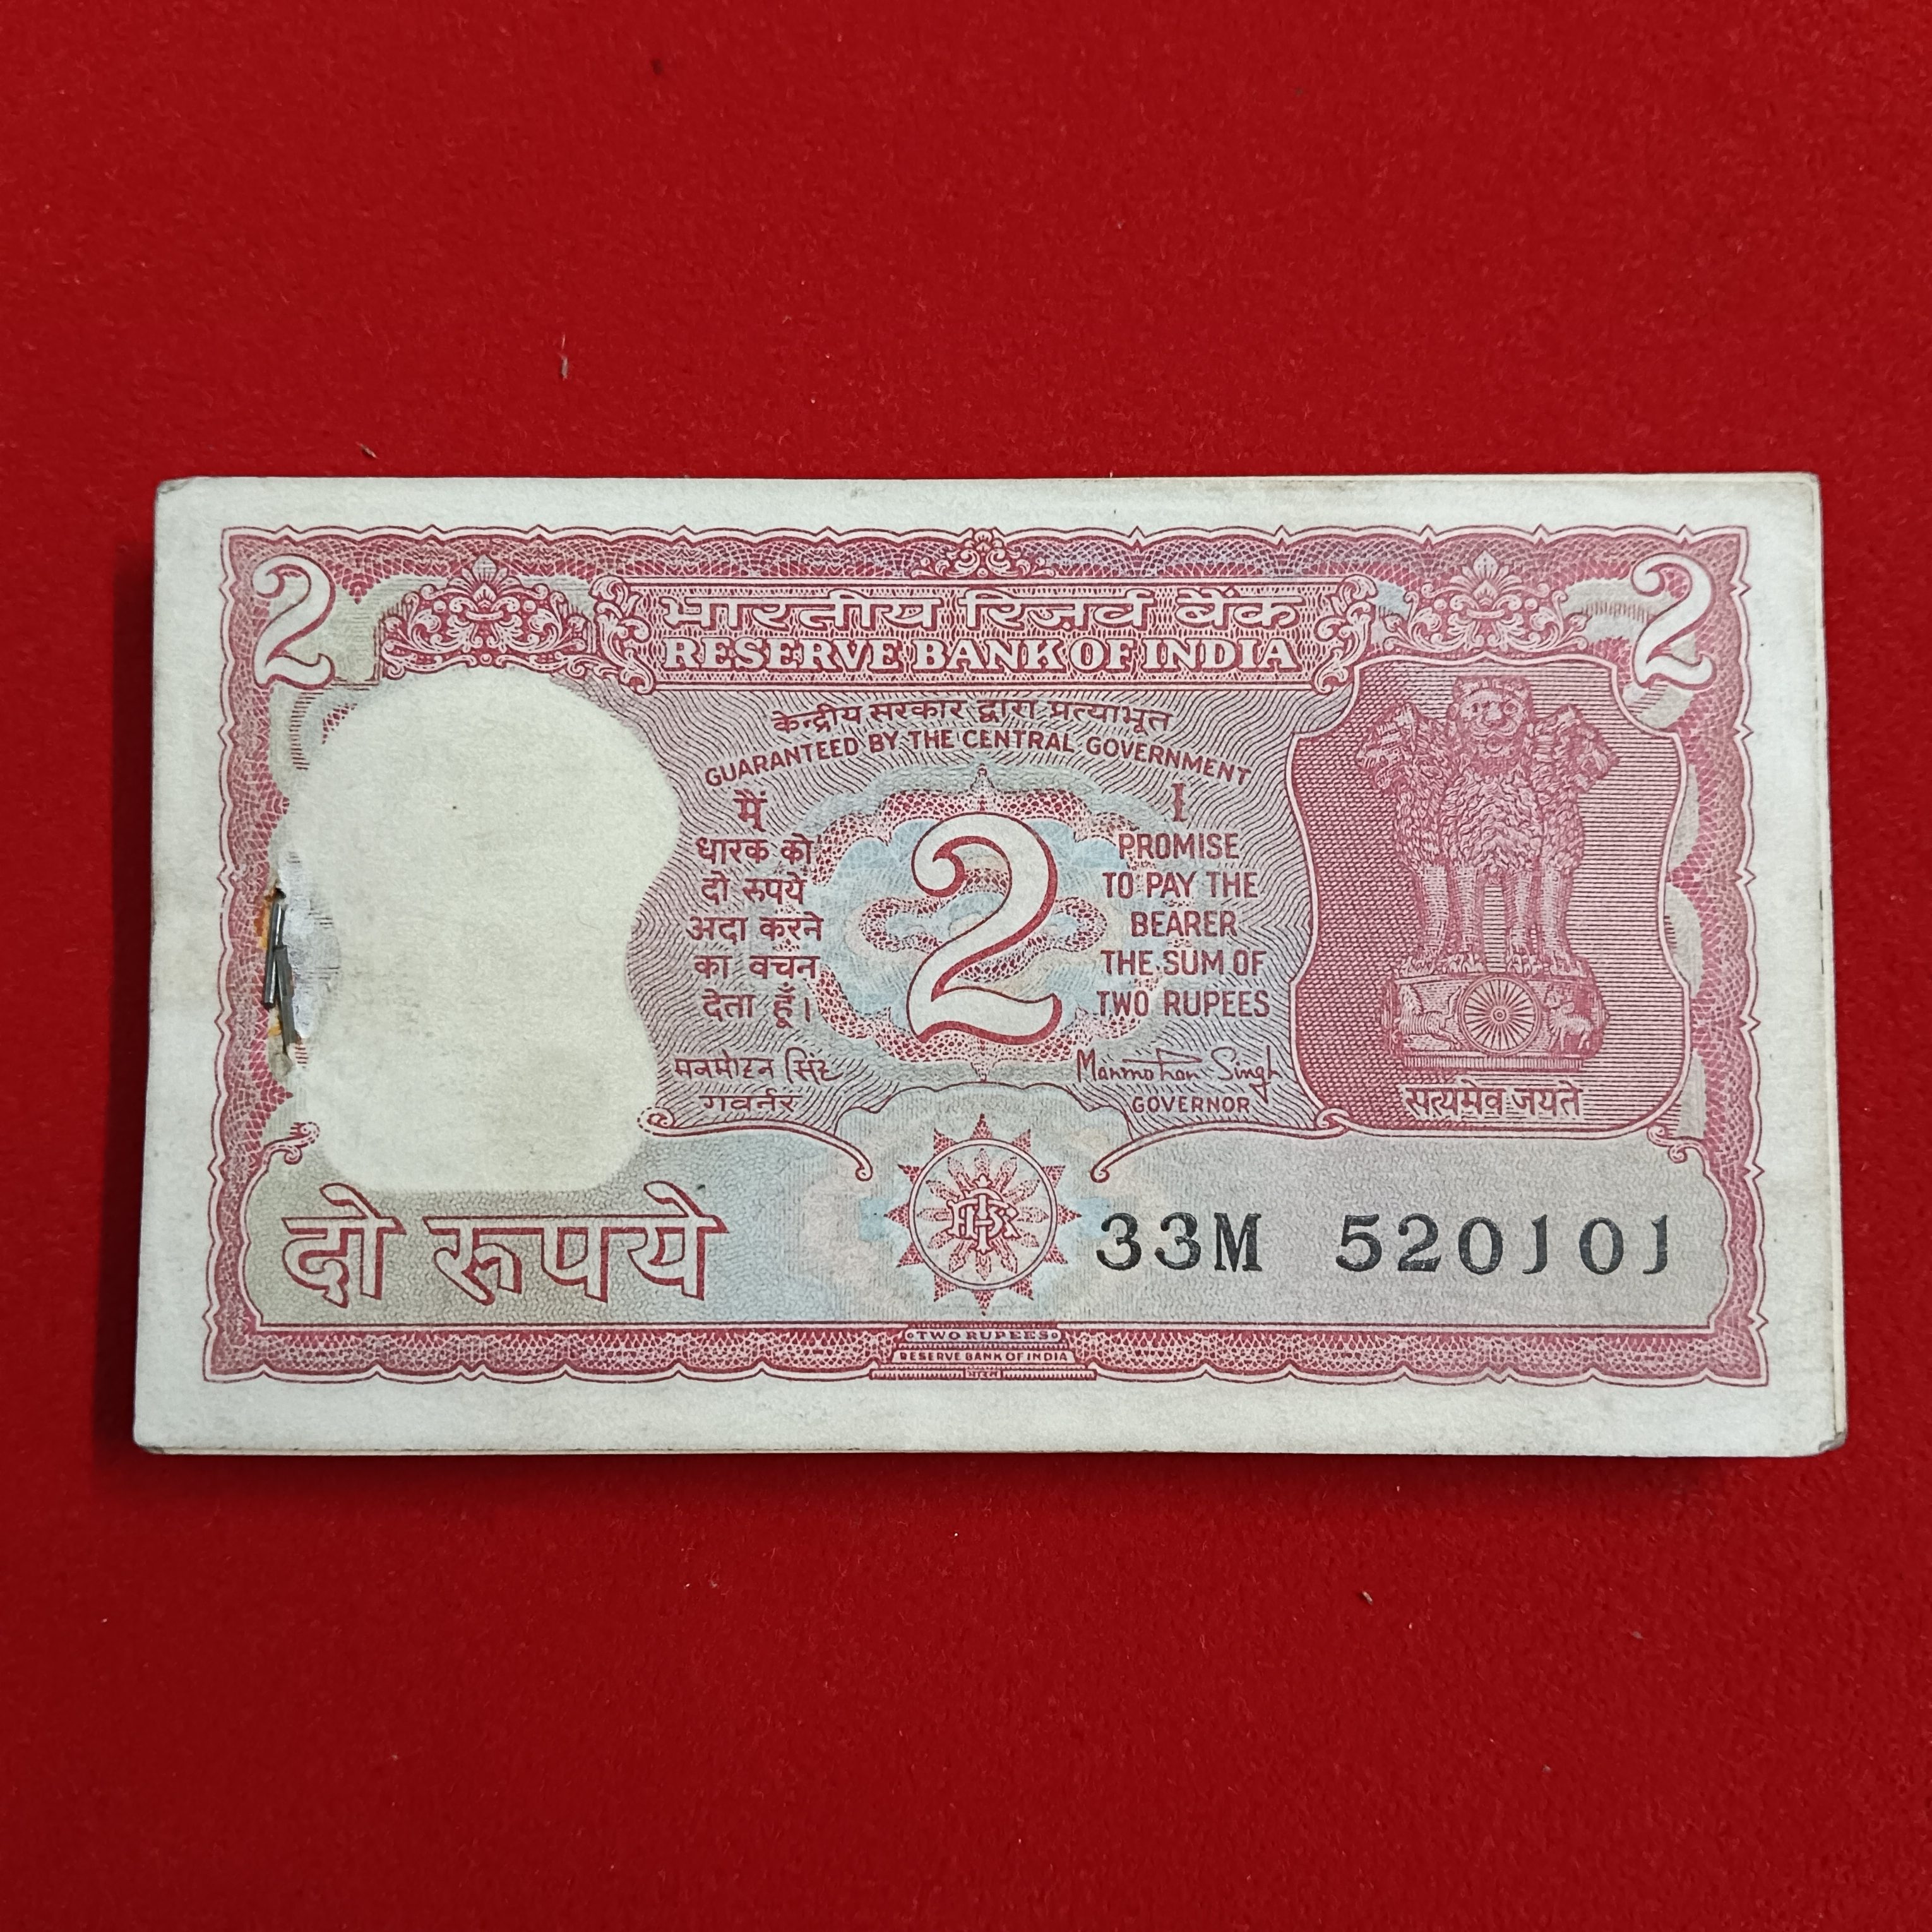 2 2
भारतीय रिज़र्व बैंक
RESERVE BANK OF INDIA
केन्द्रीय सरकार द्वारा प्रत्याभूत
GUARANTEED BY THE CENTRAL GOVERNMENT
मैं
धारक को
दो रुपये
अदा करने
का वचन
देता हूँ।
2
I
PROMISE
TO PAY THE
BEARER
THE SUM OF
TWO RUPEES
मनमोहन सिंह
गवर्नर
Manmohan Singh
GOVERNOR
सत्यमेव जयते
दो रूपये
33M 520101
TWO RUPEES
RESERVE BANK OF INDIA
भारत